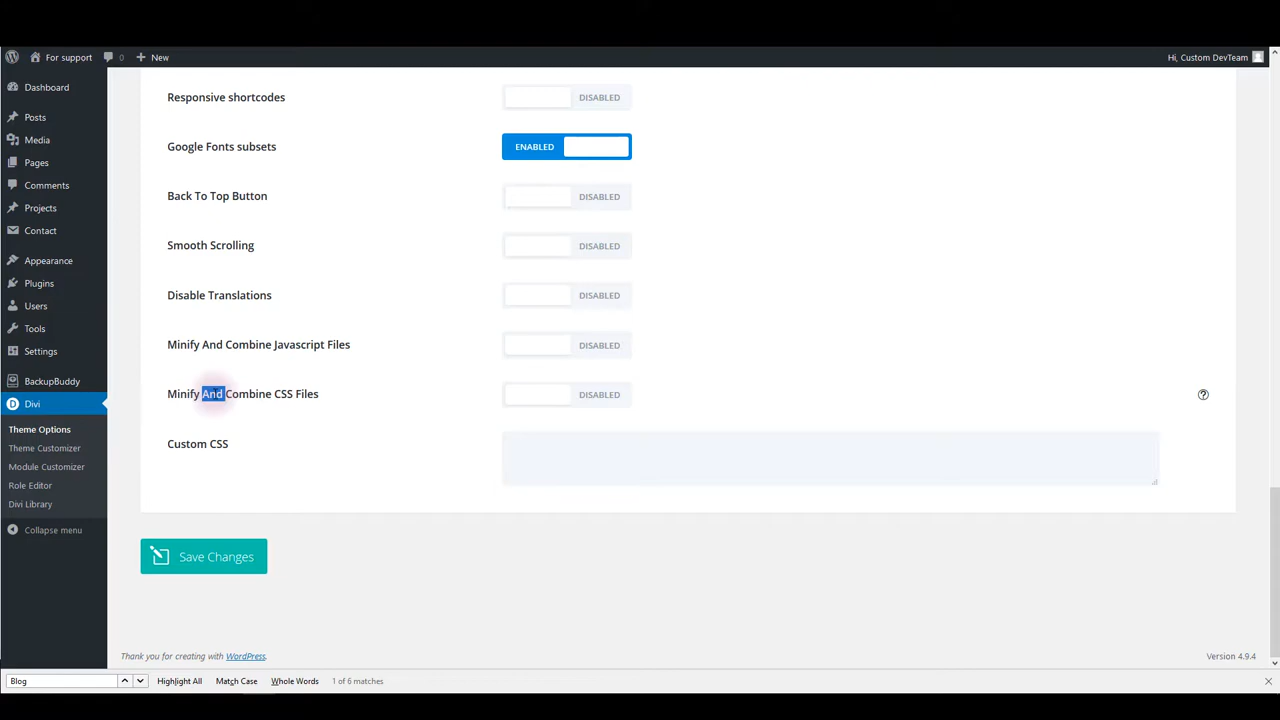 For support
0
New
Hi, Custom DevTeam
Dashboard
Posts
Media
Pages
Comments
Projects
Contact
Appearance
Plugins
Users
Tools
Settings
BackupBuddy
Divi
Theme Options
Theme Customizer
Module Customizer
Role Editor
Divi Library
Collapse menu
Responsive shortcodes DISABLED
Google Fonts subsets ENABLED
Back To Top Button DISABLED
Smooth Scrolling DISABLED
Disable Translations DISABLED
Minify And Combine Javascript Files DISABLED
Minify And Combine CSS Files DISABLED
Custom CSS
Save Changes
Thank you for creating with WordPress. Version 4.9.4
Blog Highlight All Match Case Whole Words 1 of 6 matches